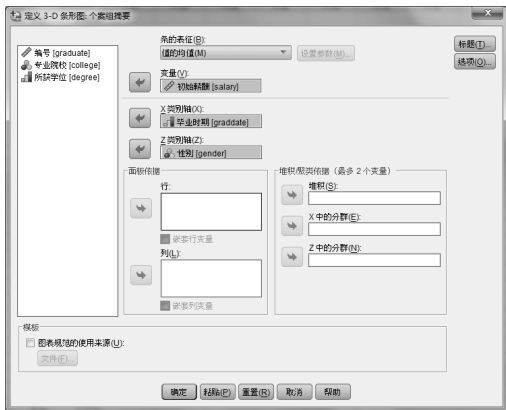 定义 3-D 条形图: 个案组摘要
编号 [graduate]
专业院校 [college]
所获学位 [degree]
条的表征(B):
值的均值(M)
设置参数(M)...
变量(V):
初始薪酬 [salary]
X 类别轴(X):
毕业时期 [graddate]
Z 类别轴(Z):
性别 [gender]
面板依据
行:
嵌套行变量
列(L):
嵌套列变量
堆积/聚类依据（最多 2 个变量）
堆积(S):
X 中的分群(E):
Z 中的分群(N):
标题(T)...
选项(O)...
模板
图表规范的使用来源(U):
文件(F)...
确定
粘贴(P)
重置(R)
取消
帮助